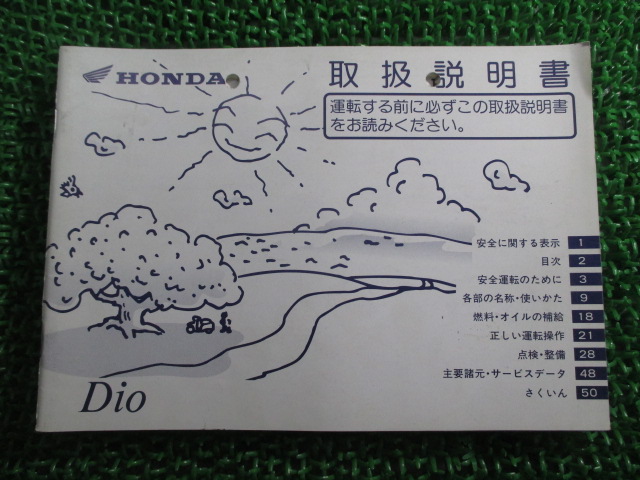 HONDA
取扱説明書
運転する前に必ずこの取扱説明書
をお読みください。
安全に関する表示 1
目次 2
安全運転のために 3
各部の名称・使いかた 9
燃料・オイルの補給 18
正しい運転操作 21
点検・整備 28
主要諸元・サービスデータ 48
さくいん 50
Dio